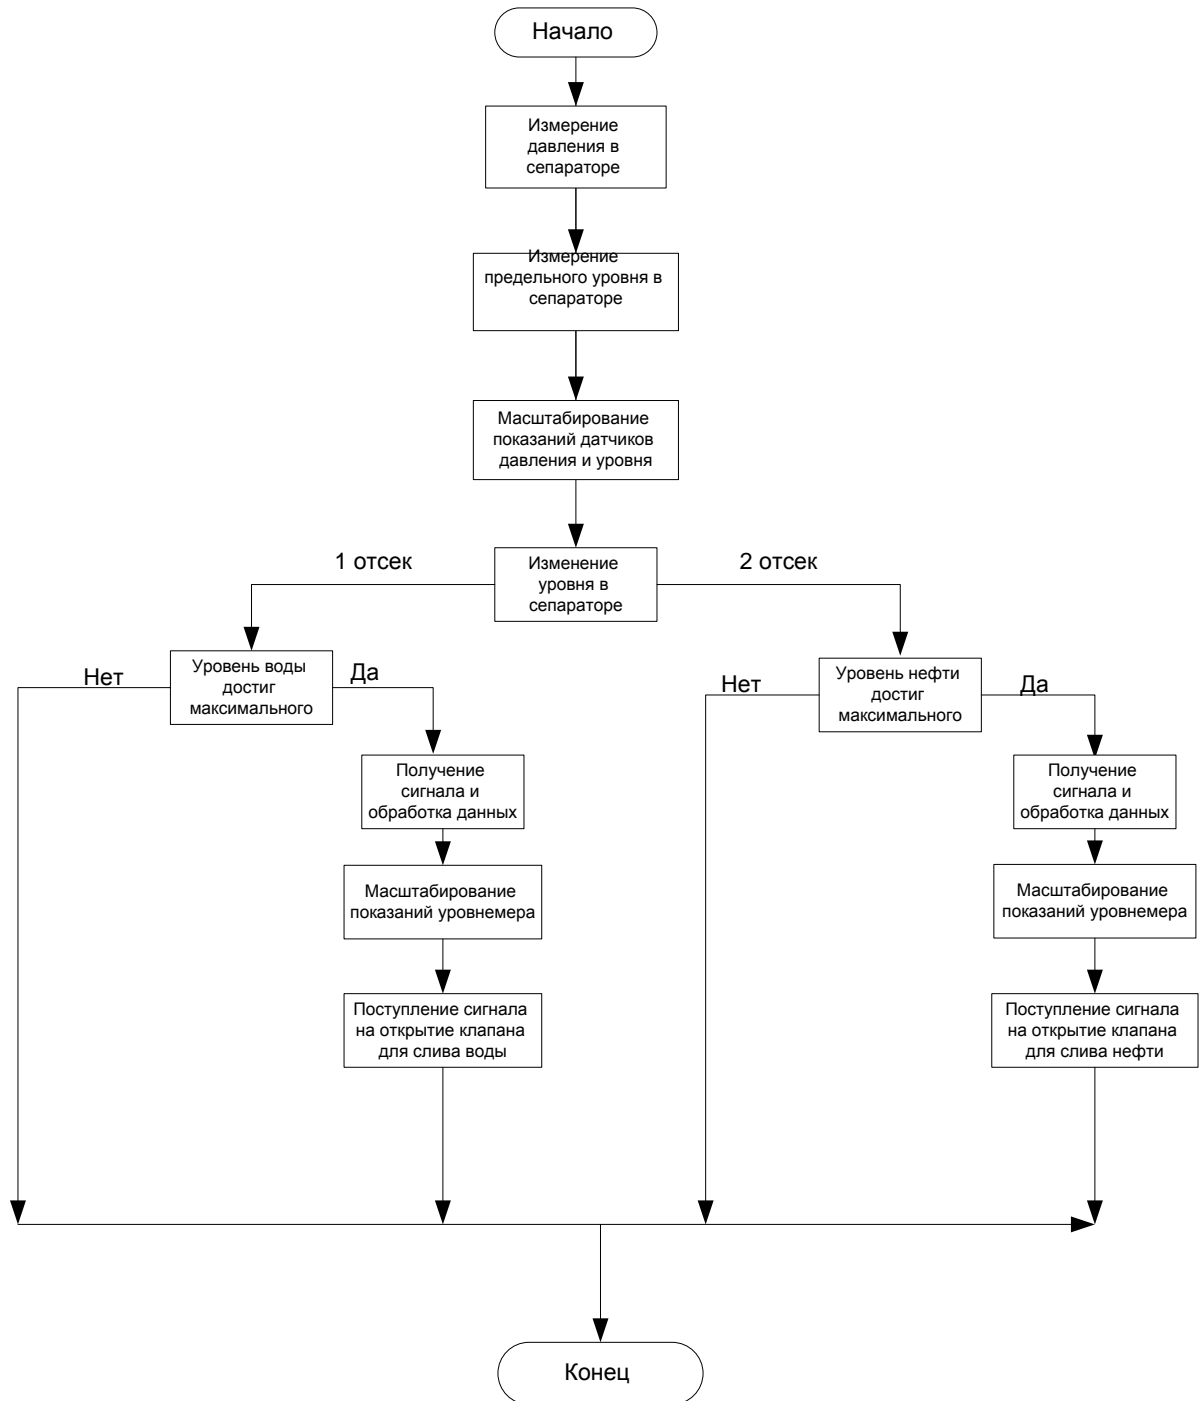 Начало
Измерение
давления в
сепараторе
Измерение
предельного уровня в
сепараторе
Масштабирование
показаний датчиков
давления и уровня
1 отсек
Изменение
уровня в
сепараторе
2 отсек
Нет
Уровень воды
достиг
максимального
Да
Нет
Уровень нефти
достиг
максимального
Да
Получение
сигнала и
обработка данных
Получение
сигнала и
обработка данных
Масштабирование
показаний уровнемера
Масштабирование
показаний уровнемера
Поступление сигнала
на открытие клапана
для слива воды
Поступление сигнала
на открытие клапана
для слива нефти
Конец